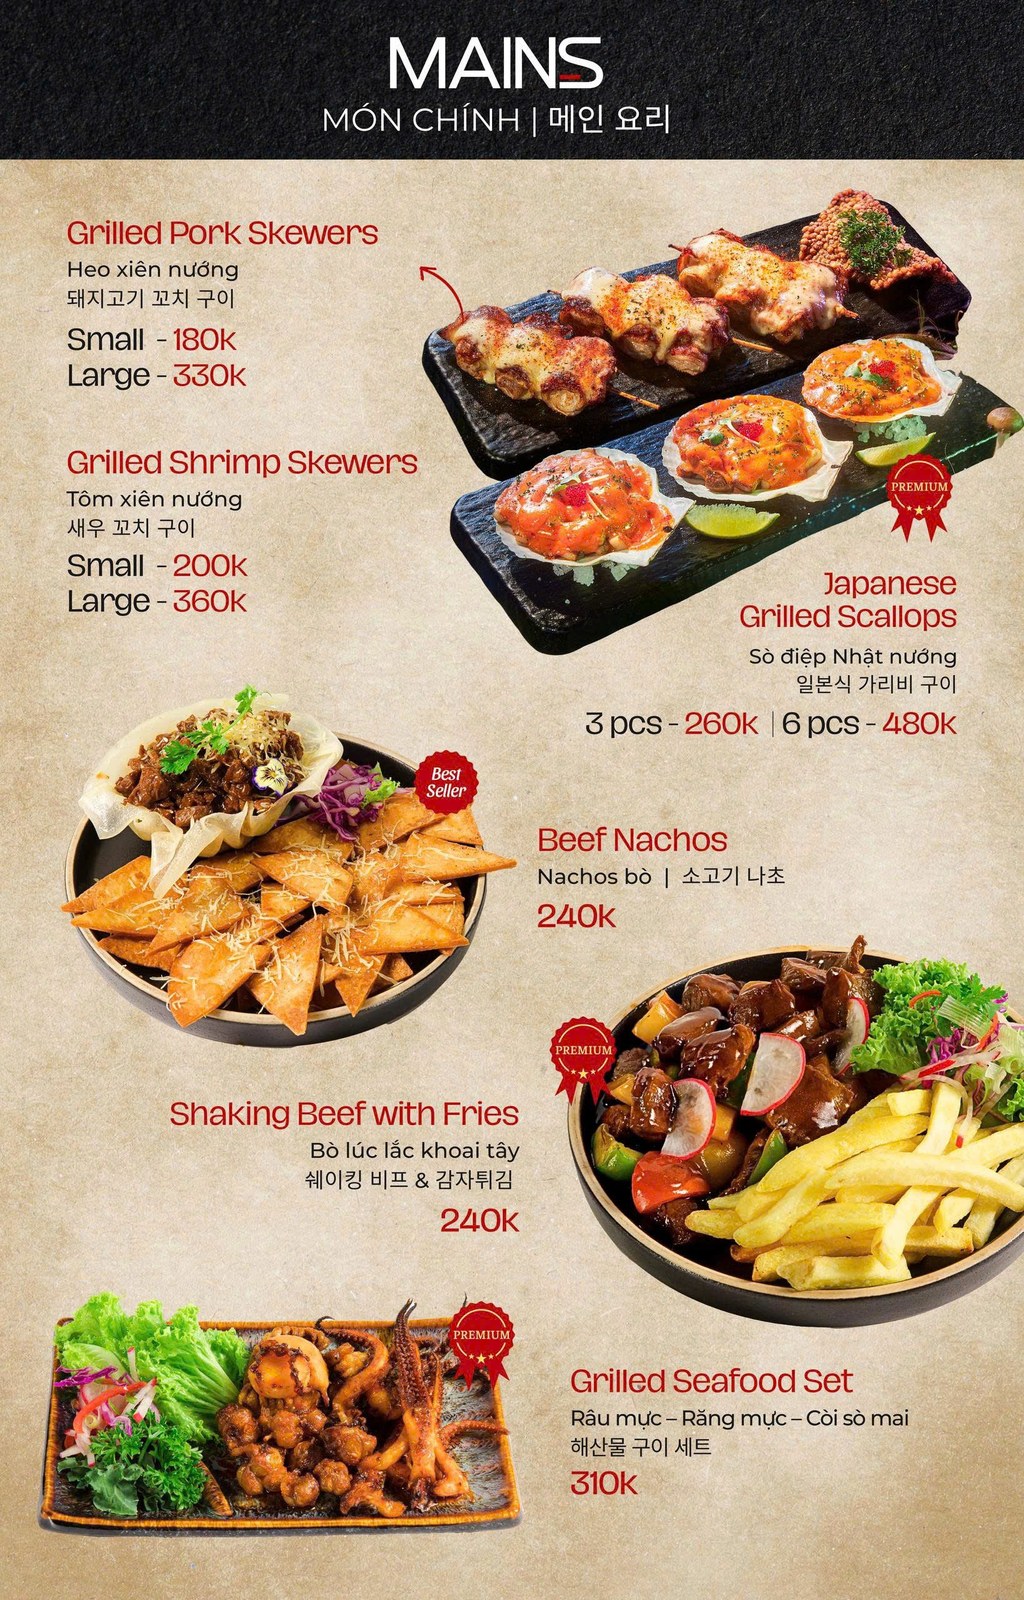 MAINS
MÓN CHÍNH | 메인 요리
Grilled Pork Skewers
Heo xiên nướng
돼지고기 꼬치 구이
Small - 180k
Large - 330k
Grilled Shrimp Skewers
Tôm xiên nướng
새우 꼬치 구이
Small - 200k
Large - 360k
PREMIUM
Japanese
Grilled Scallops
Sò điệp Nhật nướng
일본식 가리비 구이
3 pcs - 260k | 6 pcs - 480k
Best
Seller
Beef Nachos
Nachos bò | 소고기 나초
240k
PREMIUM
Shaking Beef with Fries
Bò lúc lắc khoai tây
쉐이킹 비프 & 감자튀김
240k
PREMIUM
Grilled Seafood Set
Râu mực – Răng mực – Còi sò mai
해산물 구이 세트
310k